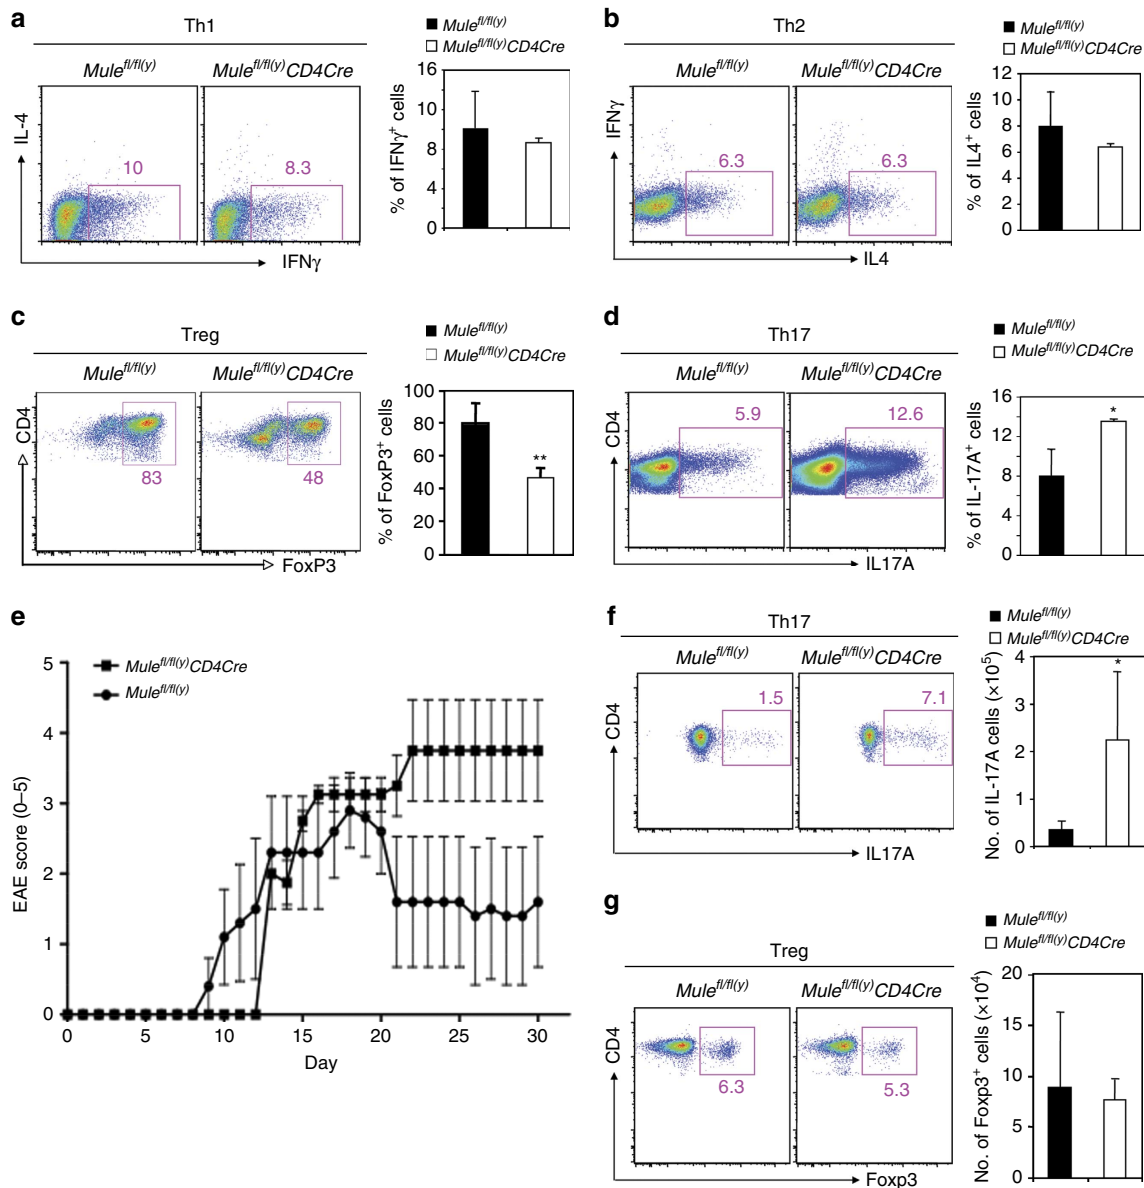 a
Th1
Mule^fl/fl(y)
Mule^fl/fl(y)CD4Cre
IL-4
10
8.3
IFNγ
Mule^fl/fl(y)
Mule^fl/fl(y)CD4Cre
% of IFNγ+ cells
16
10
8
4
0
b
Th2
Mule^fl/fl(y)
Mule^fl/fl(y)CD4Cre
IFNγ
6.3
6.3
IL4
Mule^fl/fl(y)
Mule^fl/fl(y)CD4Cre
% of IL4+ cells
12
10
8
6
4
2
0
c
Treg
Mule^fl/fl(y)
Mule^fl/fl(y)CD4Cre
CD4
83
48
FoxP3
Mule^fl/fl(y)
Mule^fl/fl(y)CD4Cre
% of FoxP3+ cells
100
80
60
40
20
0
**
d
Th17
Mule^fl/fl(y)
Mule^fl/fl(y)CD4Cre
CD4
5.9
12.6
IL17A
Mule^fl/fl(y)
Mule^fl/fl(y)CD4Cre
% of IL-17A+ cells
16
12
8
4
0
*
e
EAE score (0–5)
5
4
3
2
1
0
Mule^fl/fl(y)CD4Cre
Mule^fl/fl(y)
0 5 10 15 20 25 30
Day
f
Th17
Mule^fl/fl(y)
Mule^fl/fl(y)CD4Cre
CD4
1.5
7.1
IL17A
Mule^fl/fl(y)
Mule^fl/fl(y)CD4Cre
No. of IL-17A cells (×10^5)
4
3
2
1
0
*
g
Treg
Mule^fl/fl(y)
Mule^fl/fl(y)CD4Cre
CD4
6.3
5.3
Foxp3
Mule^fl/fl(y)
Mule^fl/fl(y)CD4Cre
No. of Foxp3+ cells (×10^4)
20
15
10
5
0